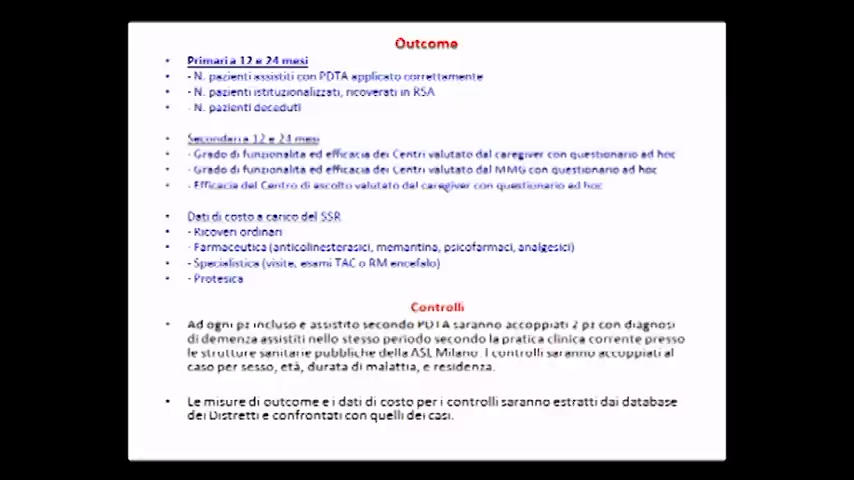 Outcome
• Primari a 12 e 24 mesi
• - N. pazienti assistiti con PDTA applicato correttamente
• - N. pazienti istituzionalizzati, ricoverati in RSA
• - N. pazienti deceduti
• Secondari a 12 e 24 mesi
• - Grado di funzionalità ed efficacia dei Centri valutato dal caregiver con questionario ad hoc
• - Grado di funzionalità ed efficacia dei Centri valutato dal MMG con questionario ad hoc
• - Efficacia del Centro di ascolto valutato dal caregiver con questionario ad hoc
• Dati di costo a carico del SSR
• - Ricoveri ordinari
• - Farmaceutica (anticolinesterasici, memantina, psicofarmaci, analgesici)
• - Specialistica (visite, esami TAC o RM encefalo)
• - Protesica
Controlli
• Ad ogni pz incluso e assistito secondo PDTA saranno accoppiati 2 pz con diagnosi
di demenza assistiti nello stesso periodo secondo la pratica clinica corrente presso
le strutture sanitarie pubbliche della ASL Milano. I controlli saranno accoppiati al
caso per sesso, età, durata di malattia, e residenza.
• Le misure di outcome e i dati di costo per i controlli saranno estratti dai database
dei Distretti e confrontati con quelli dei casi.